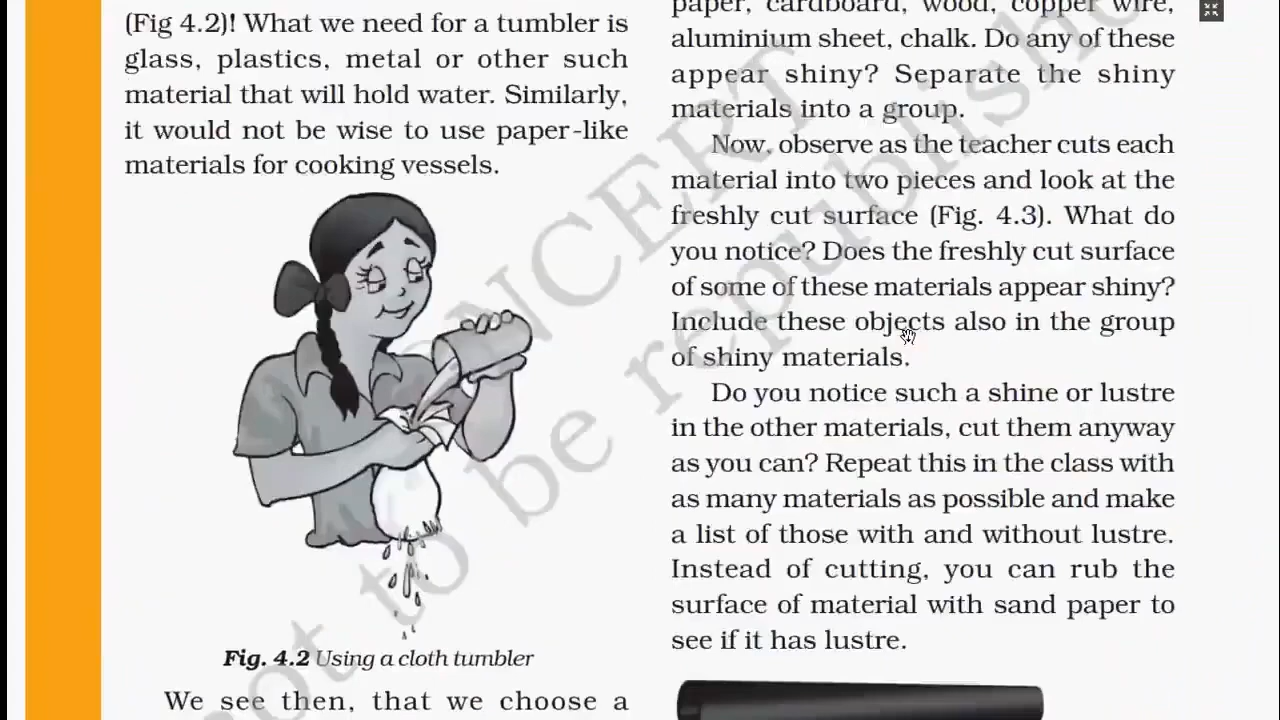 (Fig 4.2)! What we need for a tumbler is
glass, plastics, metal or other such
material that will hold water. Similarly,
it would not be wise to use paper-like
materials for cooking vessels.
Fig. 4.2 Using a cloth tumbler
We see then, that we choose a
paper, cardboard, wood, copper wire,
aluminium sheet, chalk. Do any of these
appear shiny? Separate the shiny
materials into a group.
Now, observe as the teacher cuts each
material into two pieces and look at the
freshly cut surface (Fig. 4.3). What do
you notice? Does the freshly cut surface
of some of these materials appear shiny?
Include these objects also in the group
of shiny materials.
Do you notice such a shine or lustre
in the other materials, cut them anyway
as you can? Repeat this in the class with
as many materials as possible and make
a list of those with and without lustre.
Instead of cutting, you can rub the
surface of material with sand paper to
see if it has lustre.
NCERT
not to be republishe